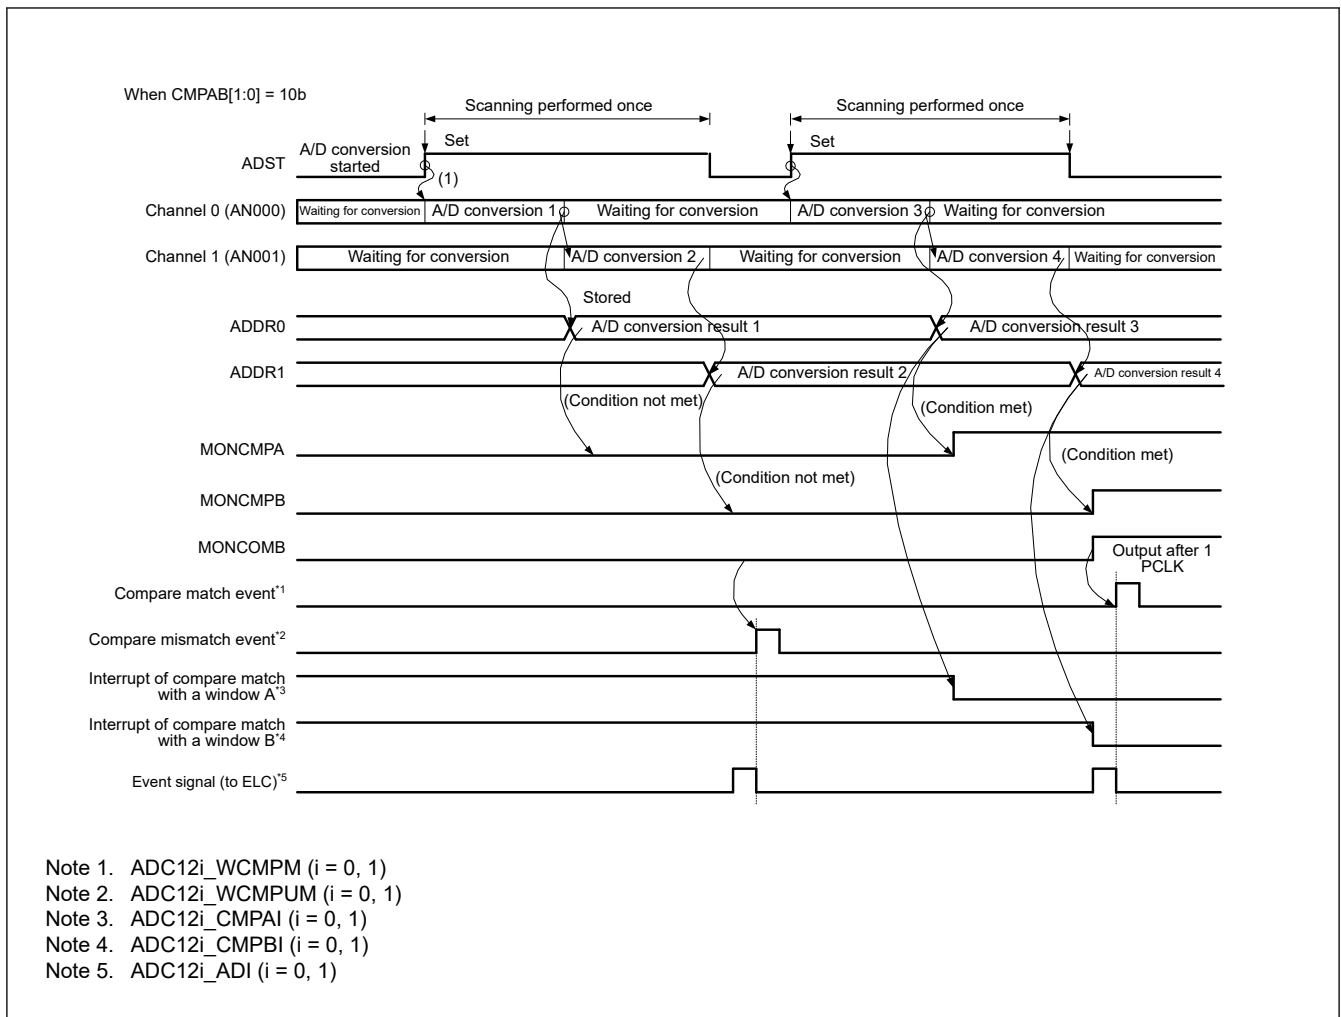 When CMPAB[1:0] = 10b
Scanning performed once
Scanning performed once
ADST
A/D conversion
started
Set
Set
(1)
Channel 0 (AN000)
Waiting for conversion
A/D conversion 1
Waiting for conversion
A/D conversion 3
Waiting for conversion
Channel 1 (AN001)
Waiting for conversion
A/D conversion 2
Waiting for conversion
A/D conversion 4
Waiting for conversion
Stored
ADDR0
A/D conversion result 1
A/D conversion result 3
ADDR1
A/D conversion result 2
A/D conversion result 4
(Condition not met)
(Condition met)
MONCMPA
(Condition met)
(Condition not met)
MONCMPB
MONCOMB
Output after 1
PCLK
Compare match event*1
Compare mismatch event*2
Interrupt of compare match
with a window A*3
Interrupt of compare match
with a window B*4
Event signal (to ELC)*5
Note 1. ADC12i_WCMPM (i = 0, 1)
Note 2. ADC12i_WCMPUM (i = 0, 1)
Note 3. ADC12i_CMPAI (i = 0, 1)
Note 4. ADC12i_CMPBI (i = 0, 1)
Note 5. ADC12i_ADI (i = 0, 1)